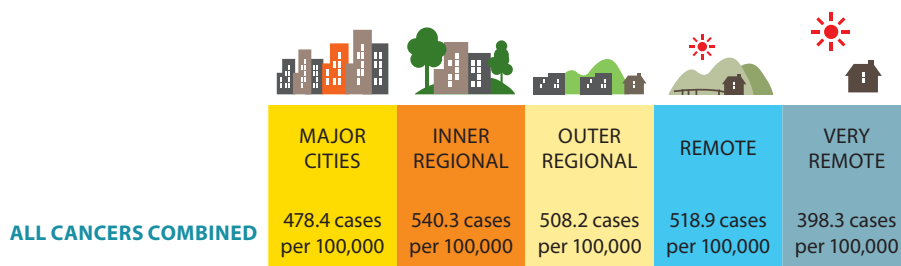 MAJOR
CITIES
INNER
REGIONAL
OUTER
REGIONAL
REMOTE
VERY
REMOTE
ALL CANCERS COMBINED
478.4 cases
per 100,000
540.3 cases
per 100,000
508.2 cases
per 100,000
518.9 cases
per 100,000
398.3 cases
per 100,000